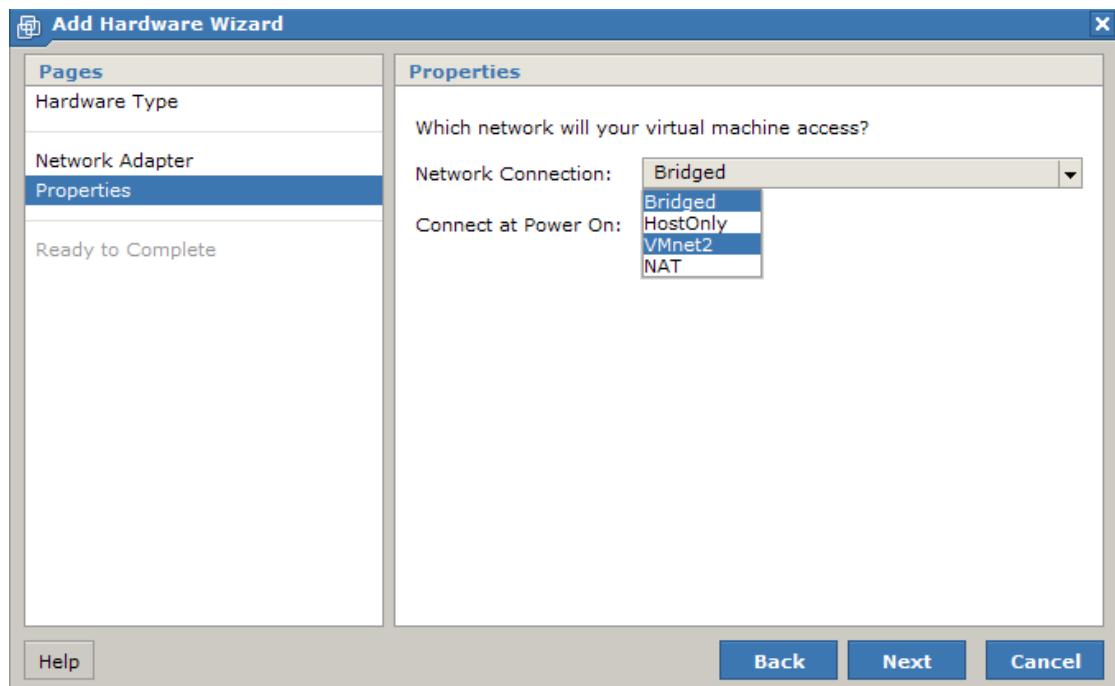 Add Hardware Wizard
Pages
Hardware Type
Network Adapter
Properties
Ready to Complete
Properties
Which network will your virtual machine access?
Network Connection: Bridged
Bridged
Connect at Power On: HostOnly
VMnet2
NAT
Help Back Next Cancel